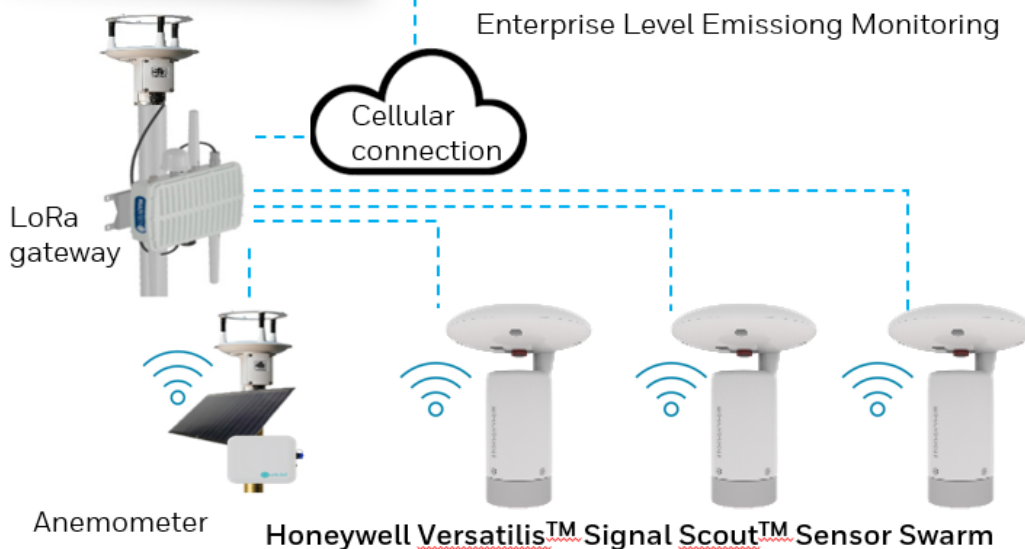 Enterprise Level Emissiong Monitoring
Cellular
connection
LoRa
gateway
Anemometer
Honeywell Versatilis™ Signal Scout™ Sensor Swarm